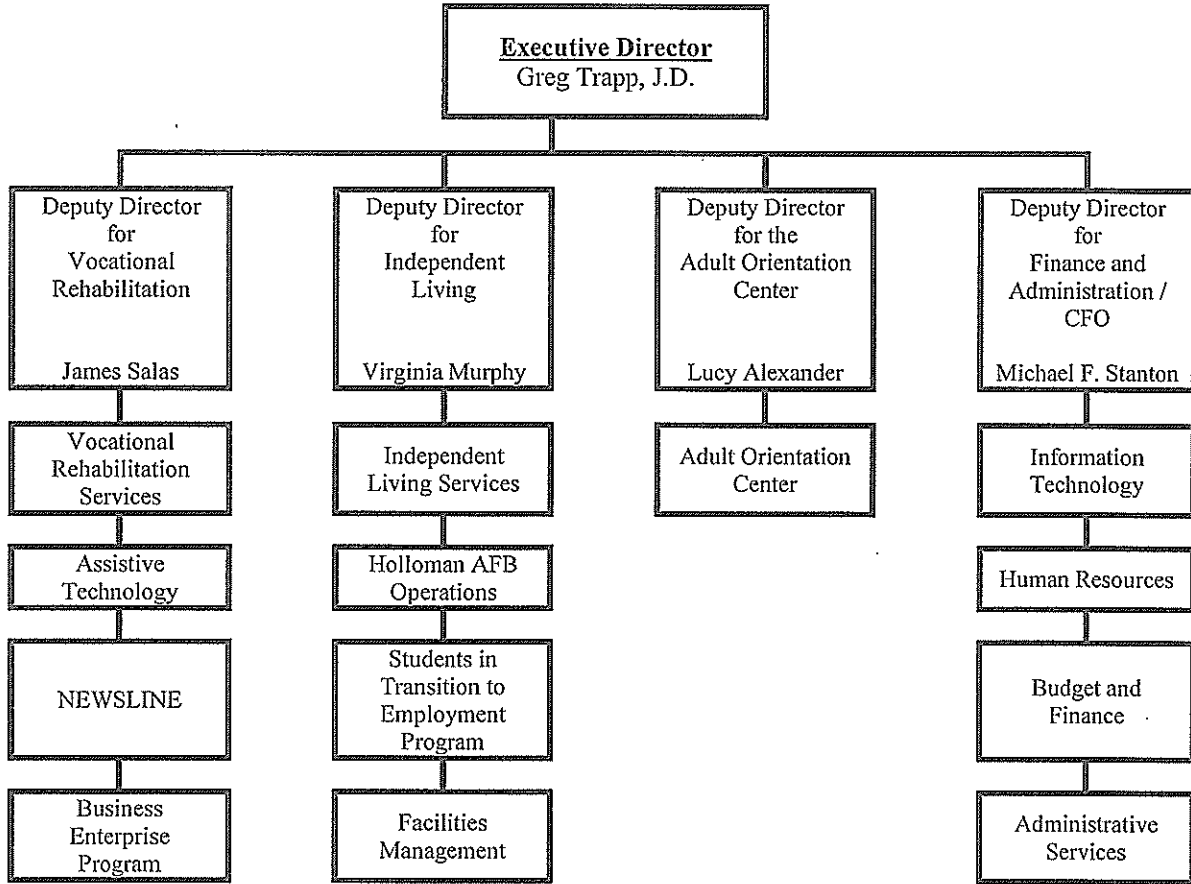 Executive Director
Greg Trapp, J.D.
Deputy Director
for
Vocational
Rehabilitation
James Salas
Deputy Director
for
Independent
Living
Virginia Murphy
Deputy Director
for the
Adult Orientation
Center
Lucy Alexander
Deputy Director
for
Finance and
Administration /
CFO
Michael F. Stanton
Vocational
Rehabilitation
Services
Independent
Living Services
Adult Orientation
Center
Information
Technology
Assistive
Technology
Holloman AFB
Operations
Human Resources
NEWSLINE
Students in
Transition to
Employment
Program
Budget and
Finance
Business
Enterprise
Program
Facilities
Management
Administrative
Services